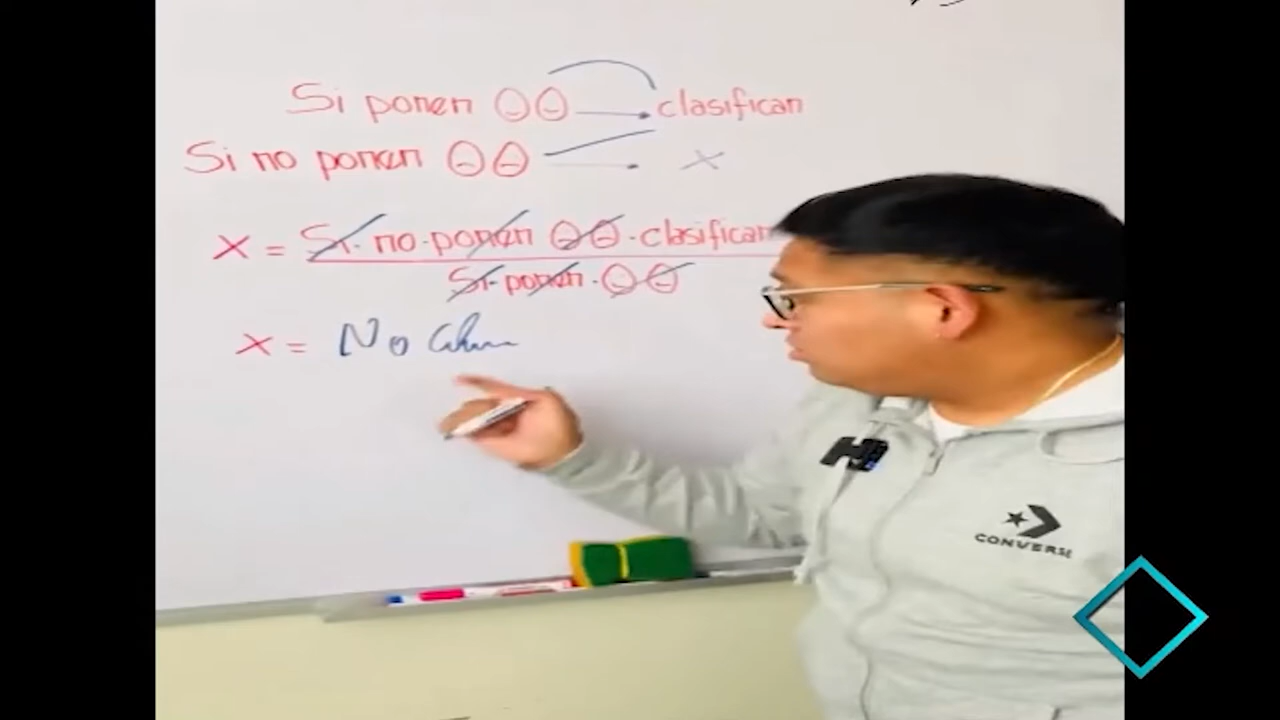 Si ponen clasifican
Si no ponen x
x = Si · no · ponen · clasifican
Si · ponen ·
x = No
CONVERSE